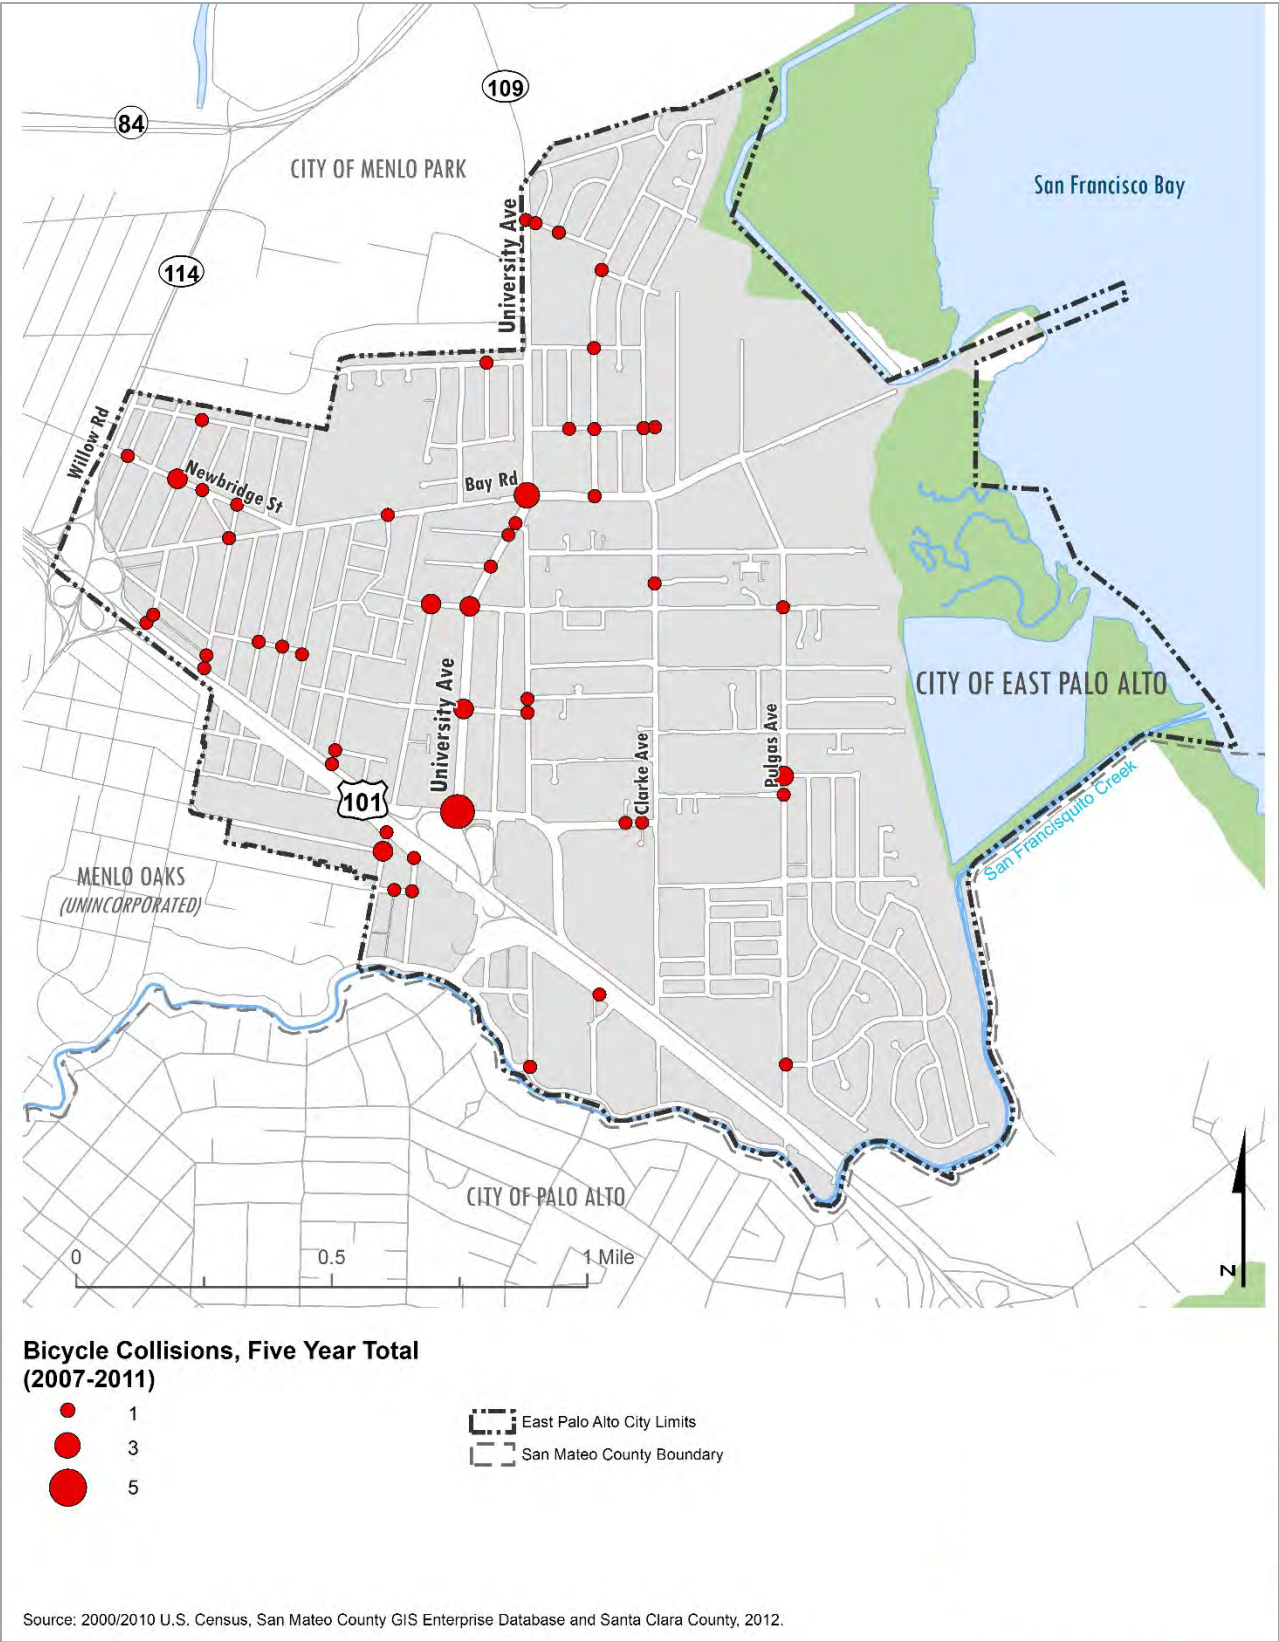 109
84
CITY OF MENLO PARK
San Francisco Bay
University Ave
114
Willow Rd
Newbridge St
Bay Rd
CITY OF EAST PALO ALTO
University Ave
Clarke Ave
Pulgas Ave
101
San Francisquito Creek
MENLO OAKS
(UNINCORPORATED)
CITY OF PALO ALTO
0 0.5 1 Mile
N
Bicycle Collisions, Five Year Total
(2007-2011)
1
3
5
East Palo Alto City Limits
San Mateo County Boundary
Source: 2000/2010 U.S. Census, San Mateo County GIS Enterprise Database and Santa Clara County, 2012.